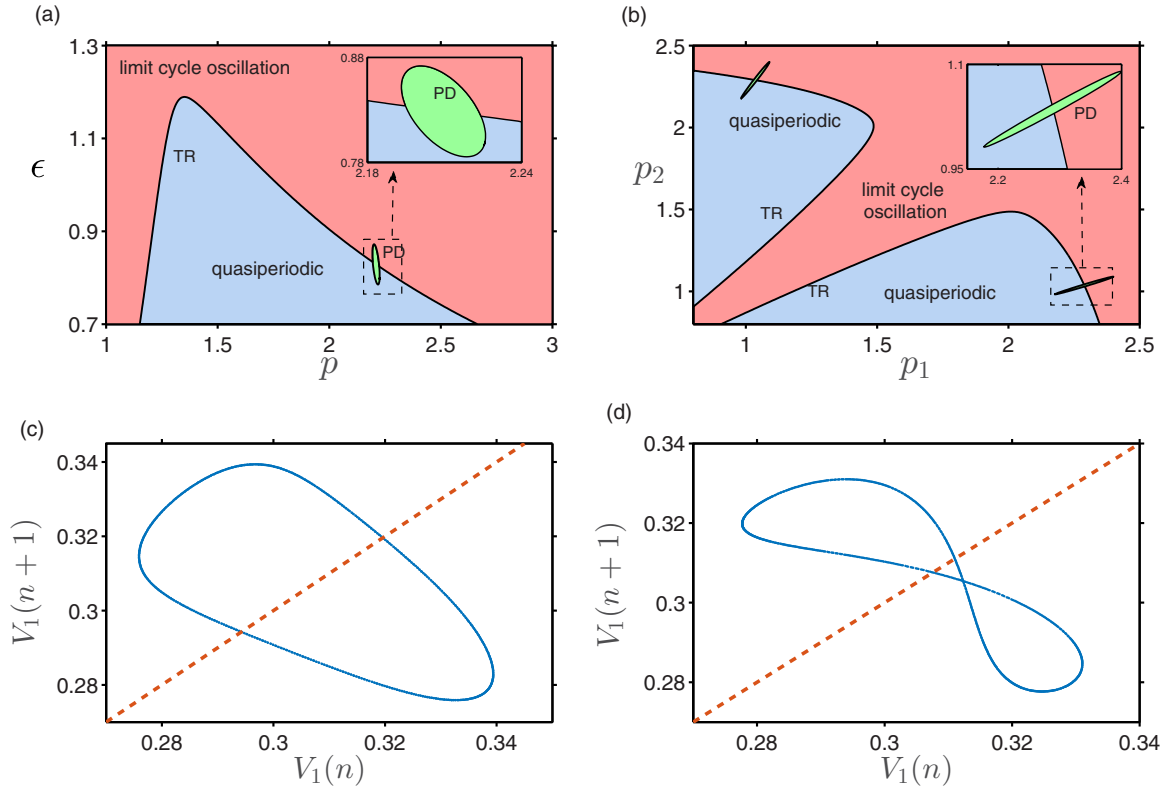 (a)
1.3
1.1
0.9
0.7
ϵ
limit cycle oscillation
TR
quasiperiodic
PD
0.88
0.78
2.18
2.24
PD
1
1.5
2
2.5
3
p
(b)
2.5
2
1.5
1
p₂
quasiperiodic
TR
limit cycle
oscillation
TR
quasiperiodic
1.1
0.95
2.2
2.4
PD
1
1.5
2
2.5
p₁
(c)
0.34
0.32
0.3
0.28
V₁(n + 1)
0.28
0.3
0.32
0.34
V₁(n)
(d)
0.34
0.32
0.3
0.28
V₁(n + 1)
0.28
0.3
0.32
0.34
V₁(n)